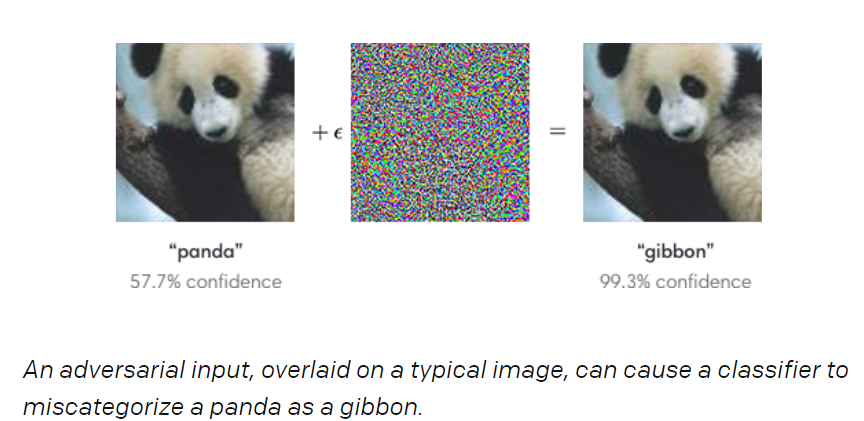 + ϵ
=
“panda”
57.7% confidence
“gibbon”
99.3% confidence
An adversarial input, overlaid on a typical image, can cause a classifier to
miscategorize a panda as a gibbon.